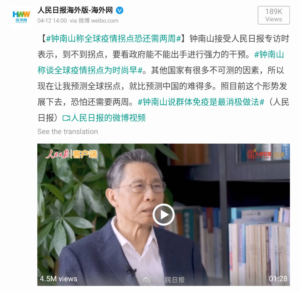 人民日报海外版-海外网
04-12 14:00 via 微博 weibo.com
189K
Views
【#钟南山称全球疫情拐点恐还需两周#】钟南山接受人民日报专访时
表示，到不到拐点，要看政府能不能出手进行强力的干预。#钟南山
称谈全球疫情拐点为时尚早#。其他国家有很多不可测的因素，所以
现在让我预测全球拐点，就比预测中国的难得多。照目前这个形势发
展下去，恐怕还需要两周。#钟南山说群体免疫是最消极做法#（人民
日报）人民日报的微博视频
See the translation
人民日报 客户端
4.5M views
民日报
01:28